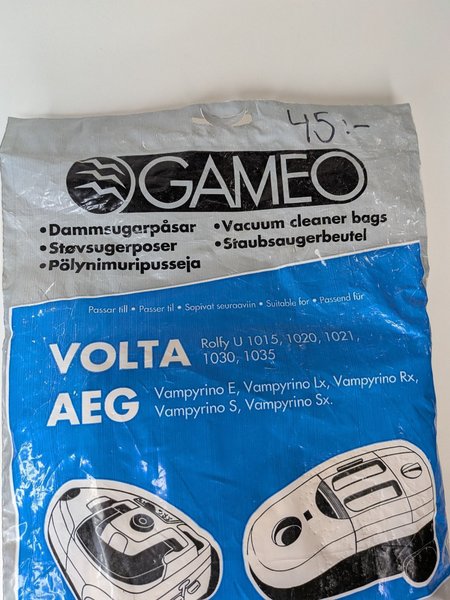 45:-
GAMEO
•Dammsugarpåsar •Vacuum cleaner bags
•Støvsugerposer •Staubsaugerbeutel
•Pölynimuripusseja
Passar till • Passer til • Sopivat seuraaviin • Suitable for • Passend für
VOLTA Rolfy U 1015, 1020, 1021,
1030, 1035
AEG Vampyrino E, Vampyrino Lx, Vampyrino Rx,
Vampyrino S, Vampyrino Sx.